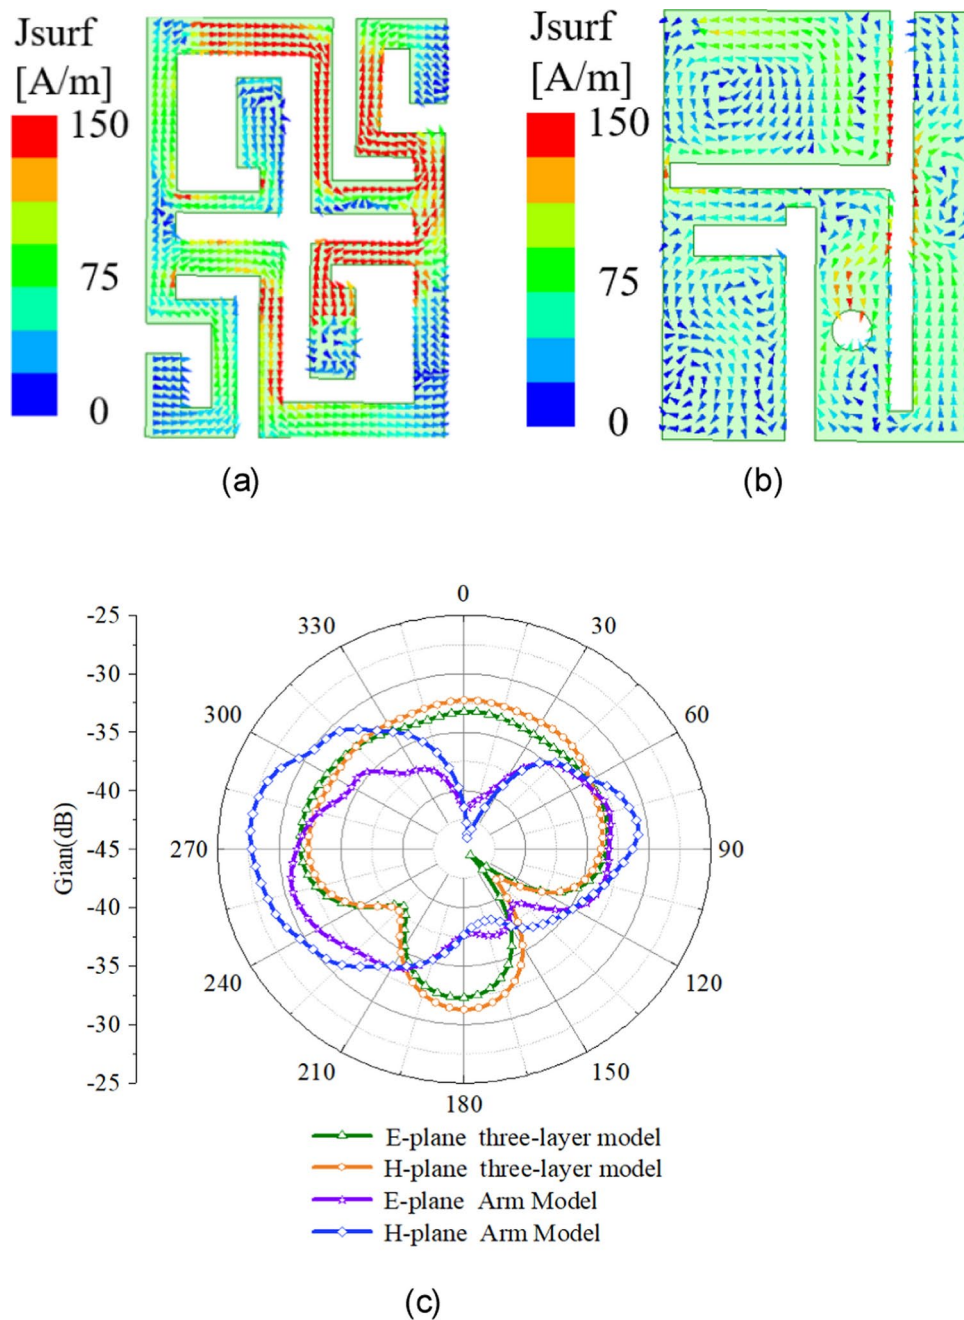 Jsurf
[A/m]
150
75
0
(a)
Jsurf
[A/m]
150
75
0
(b)
Gian(dB)
-25
-30
-35
-40
-45
-40
-35
-30
-25
0
30
60
90
120
150
180
210
240
270
300
330
E-plane three-layer model
H-plane three-layer model
E-plane Arm Model
H-plane Arm Model
(c)